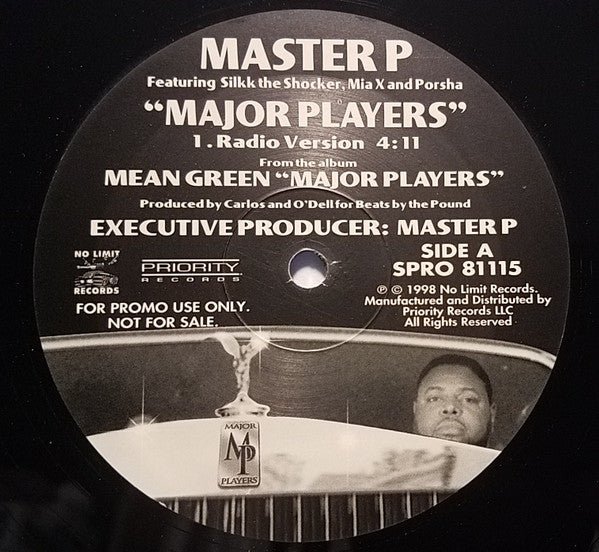 MASTER P
Featuring Silkk the Shocker, Mia X and Porsha
"MAJOR PLAYERS"
1. Radio Version 4:11
From the album
MEAN GREEN "MAJOR PLAYERS"
Produced by Carlos and O'Dell for Beats by the Pound
EXECUTIVE PRODUCER: MASTER P
NO LIMIT
RECORDS
PRIORITY
RECORDS
FOR PROMO USE ONLY.
NOT FOR SALE.
SIDE A
SPRO 81115
℗ © 1998 No Limit Records.
Manufactured and Distributed by
Priority Records LLC
All Rights Reserved
MAJOR
MP
PLAYERS